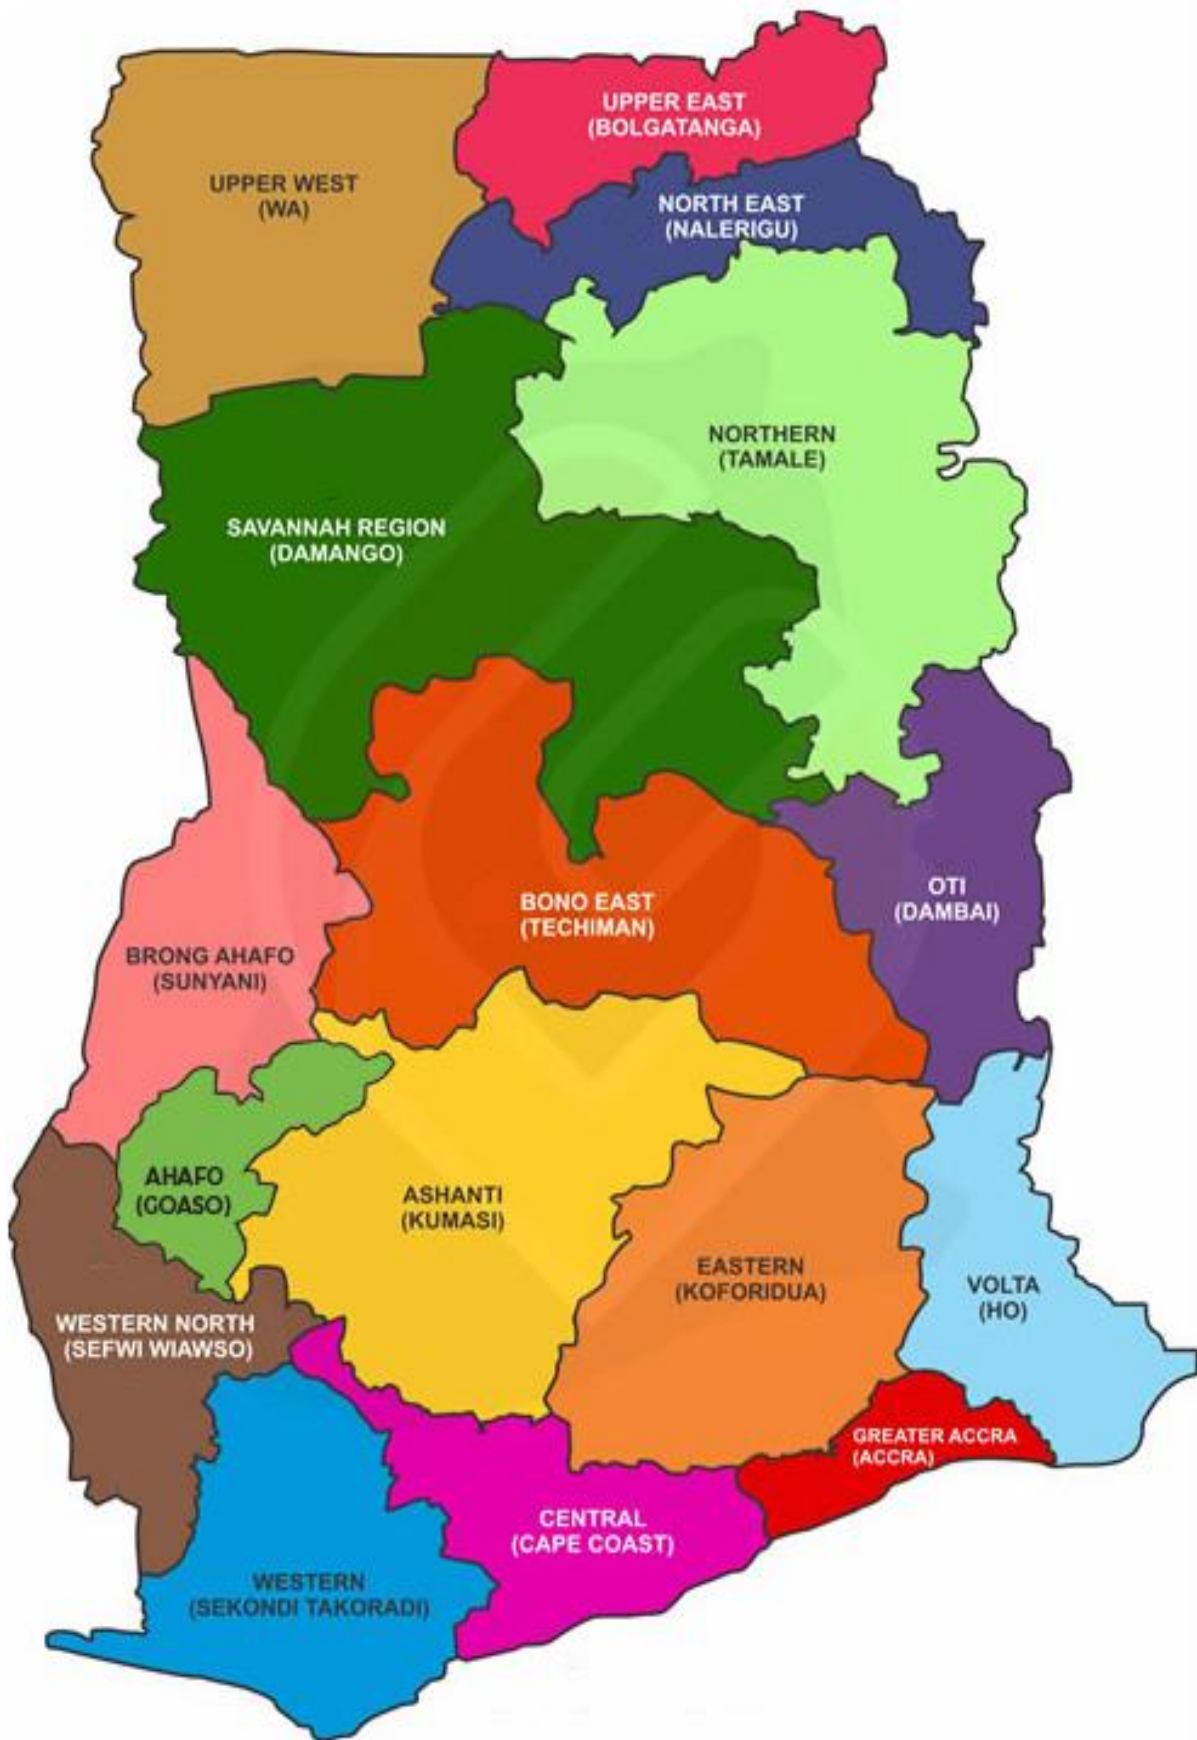 UPPER EAST
(BOLGATANGA)
UPPER WEST
(WA)
NORTH EAST
(NALERIGU)
NORTHERN
(TAMALE)
SAVANNAH REGION
(DAMANGO)
OTI
(DAMBAI)
BONO EAST
(TECHIMAN)
BRONG AHAFO
(SUNYANI)
AHAFO
(GOASO)
ASHANTI
(KUMASI)
EASTERN
(KOFORIDUA)
VOLTA
(HO)
WESTERN NORTH
(SEFWI WIAWSO)
GREATER ACCRA
(ACCRA)
CENTRAL
(CAPE COAST)
WESTERN
(SEKONDI TAKORADI)